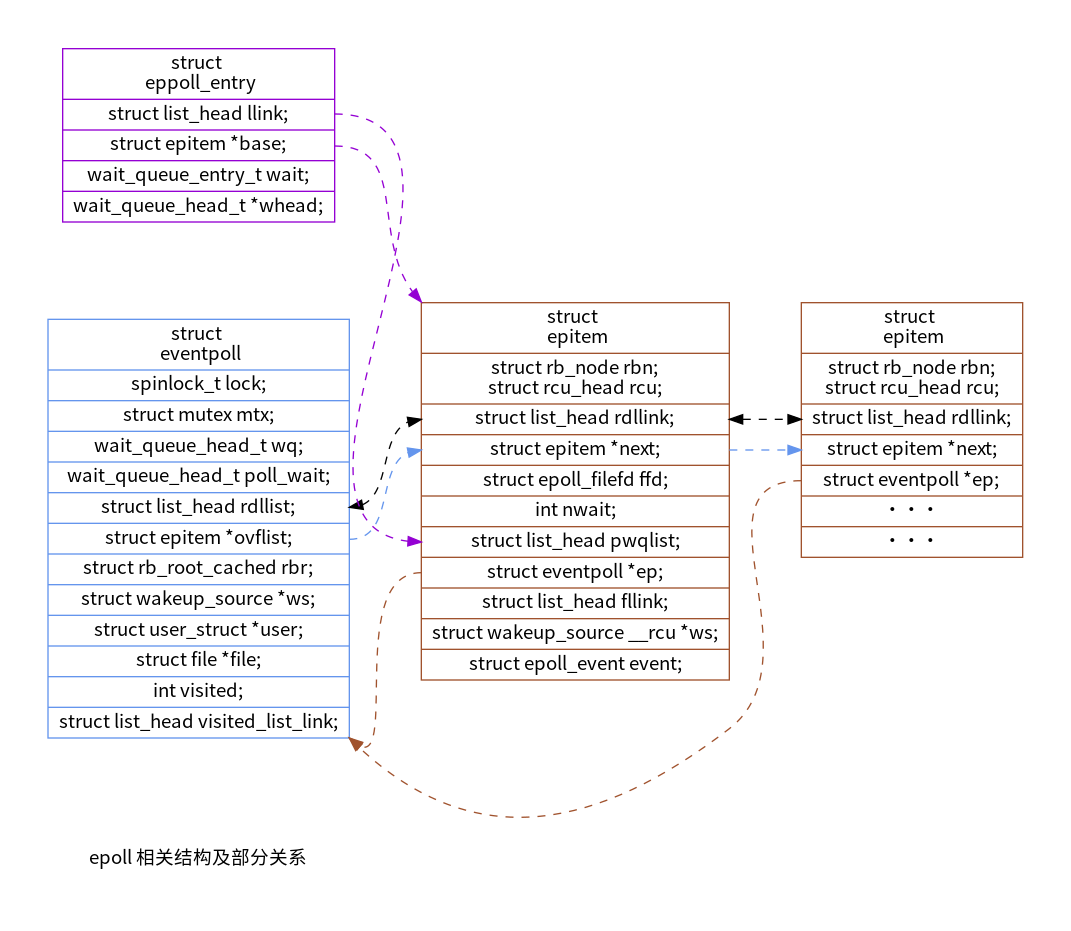 struct
eppoll_entry
struct list_head llink;
struct epitem *base;
wait_queue_entry_t wait;
wait_queue_head_t *whead;
struct
eventpoll
spinlock_t lock;
struct mutex mtx;
wait_queue_head_t wq;
wait_queue_head_t poll_wait;
struct list_head rdllist;
struct epitem *ovflist;
struct rb_root_cached rbr;
struct wakeup_source *ws;
struct user_struct *user;
struct file *file;
int visited;
struct list_head visited_list_link;
struct
epitem
struct rb_node rbn;
struct rcu_head rcu;
struct list_head rdllink;
struct epitem *next;
struct epoll_filefd ffd;
int nwait;
struct list_head pwqlist;
struct eventpoll *ep;
struct list_head fllink;
struct wakeup_source __rcu *ws;
struct epoll_event event;
struct
epitem
struct rb_node rbn;
struct rcu_head rcu;
struct list_head rdllink;
struct epitem *next;
struct eventpoll *ep;
・・・
・・・
epoll 相关结构及部分关系